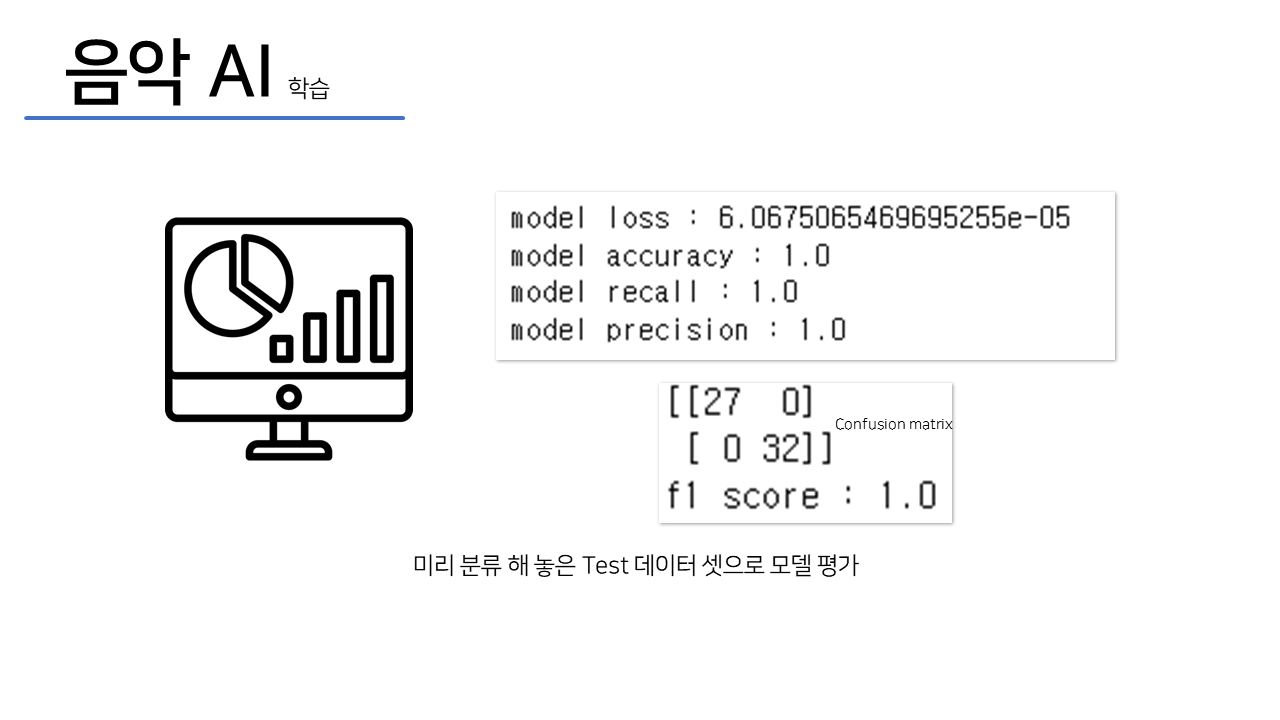 음악 AI 학습
model loss : 6.0675065469695255e-05
model accuracy : 1.0
model recall : 1.0
model precision : 1.0
[[27  0]
Confusion matrix
[ 0 32]]
f1 score : 1.0
미리 분류 해 놓은 Test 데이터 셋으로 모델 평가